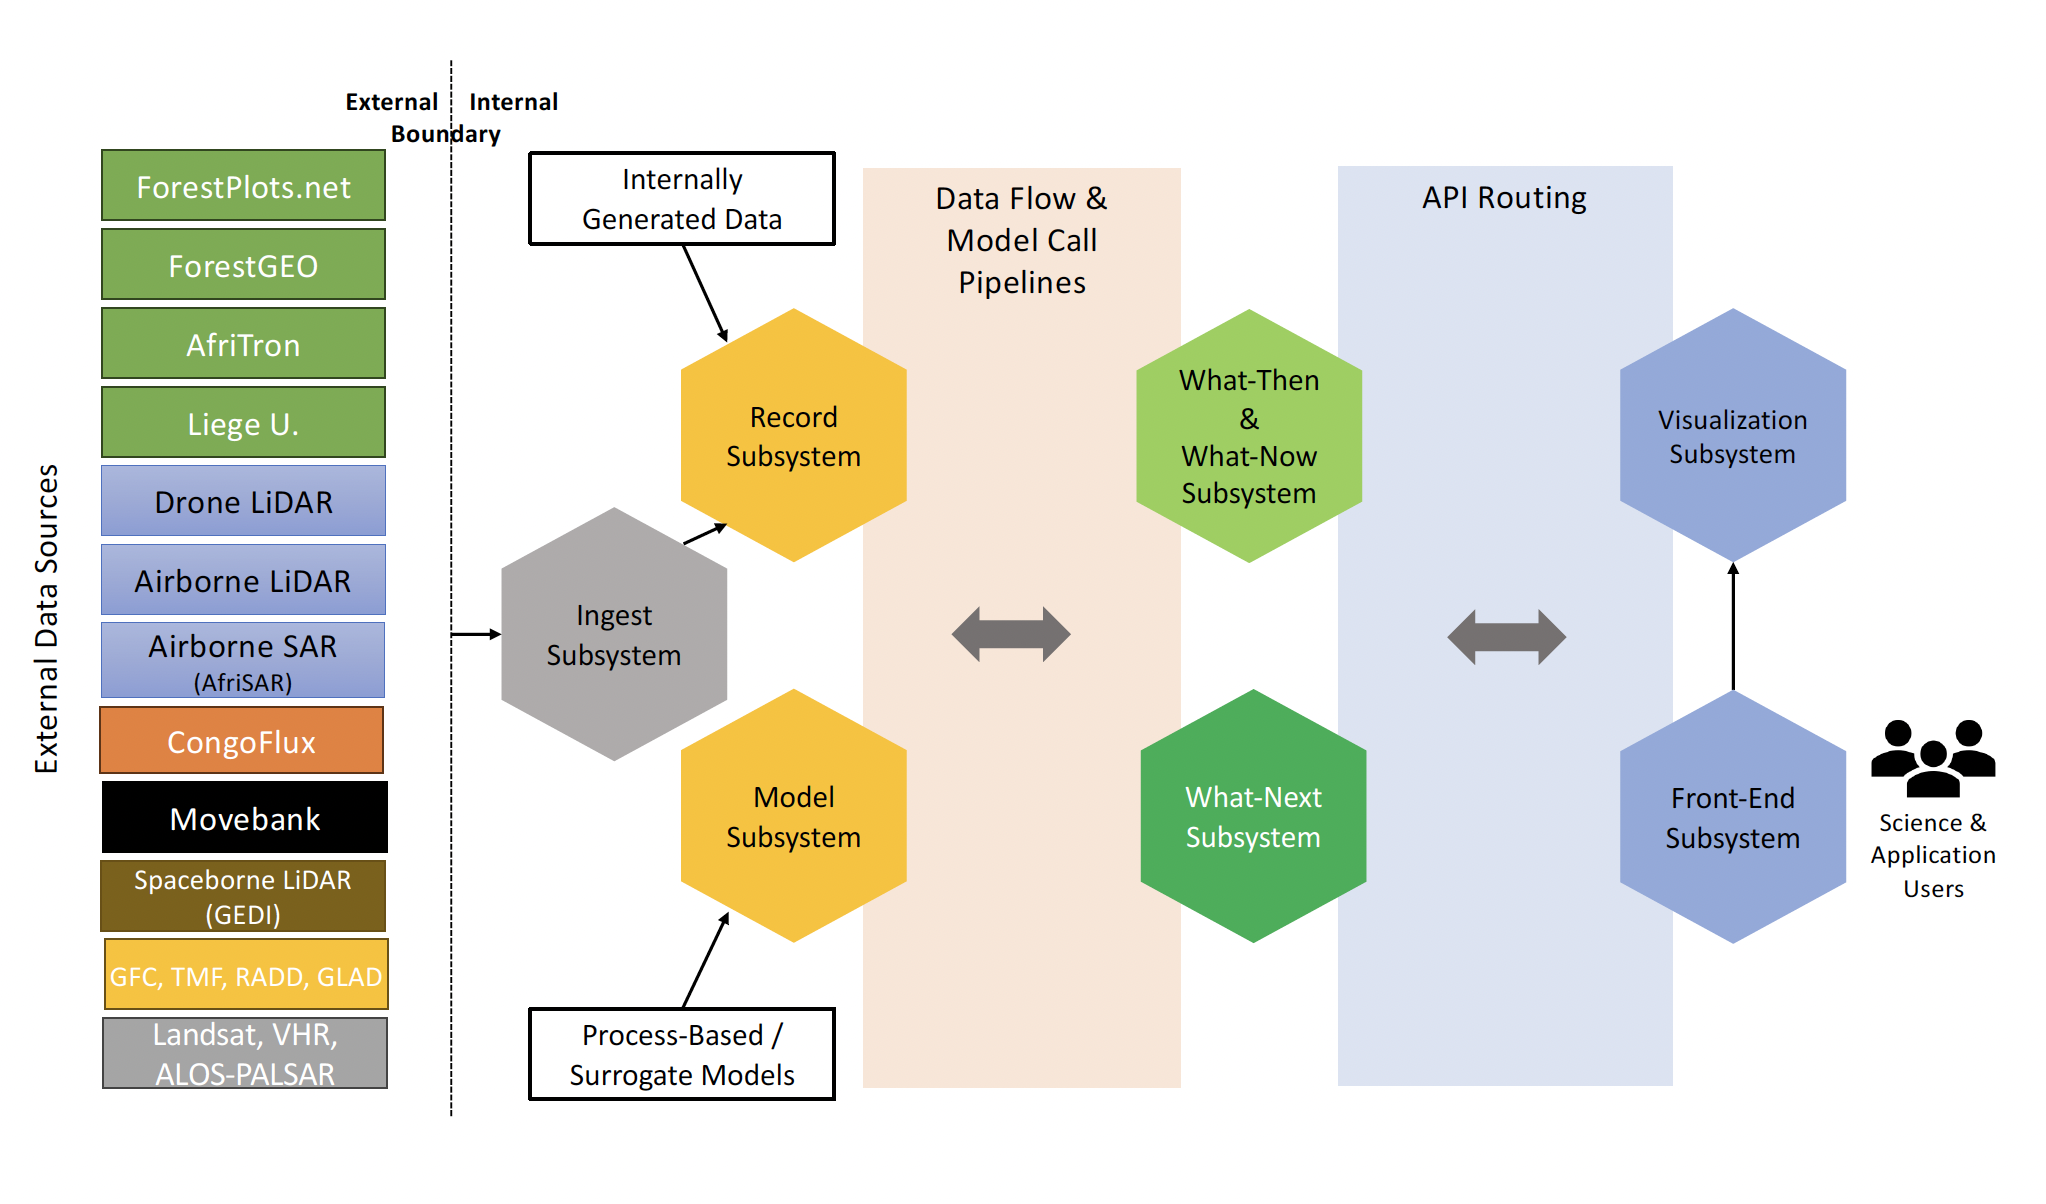 External Internal
Boundary
External Data Sources
ForestPlots.net
ForestGEO
AfriTron
Liege U.
Drone LiDAR
Airborne LiDAR
Airborne SAR
(AfriSAR)
CongoFlux
Movebank
Spaceborne LiDAR
(GEDI)
GFC, TMF, RADD, GLAD
Landsat, VHR,
ALOS-PALSAR
Internally
Generated Data
Record
Subsystem
Ingest
Subsystem
Model
Subsystem
Process-Based /
Surrogate Models
Data Flow &
Model Call
Pipelines
What-Then
&
What-Now
Subsystem
What-Next
Subsystem
API Routing
Visualization
Subsystem
Front-End
Subsystem
Science &
Application
Users